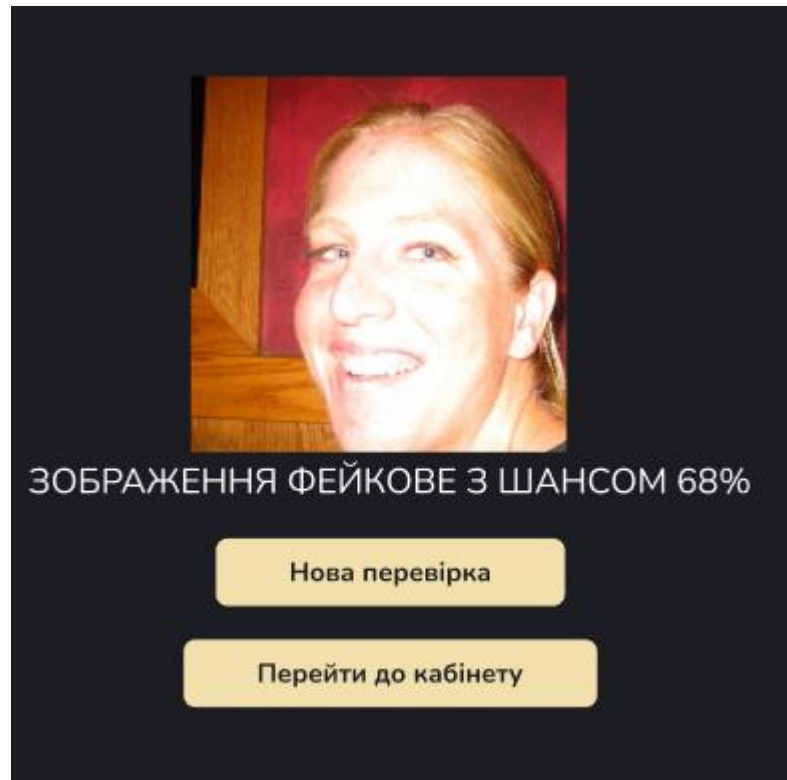 ЗОБРАЖЕННЯ ФЕЙКОВЕ З ШАНСОМ 68%
Нова перевірка
Перейти до кабінету